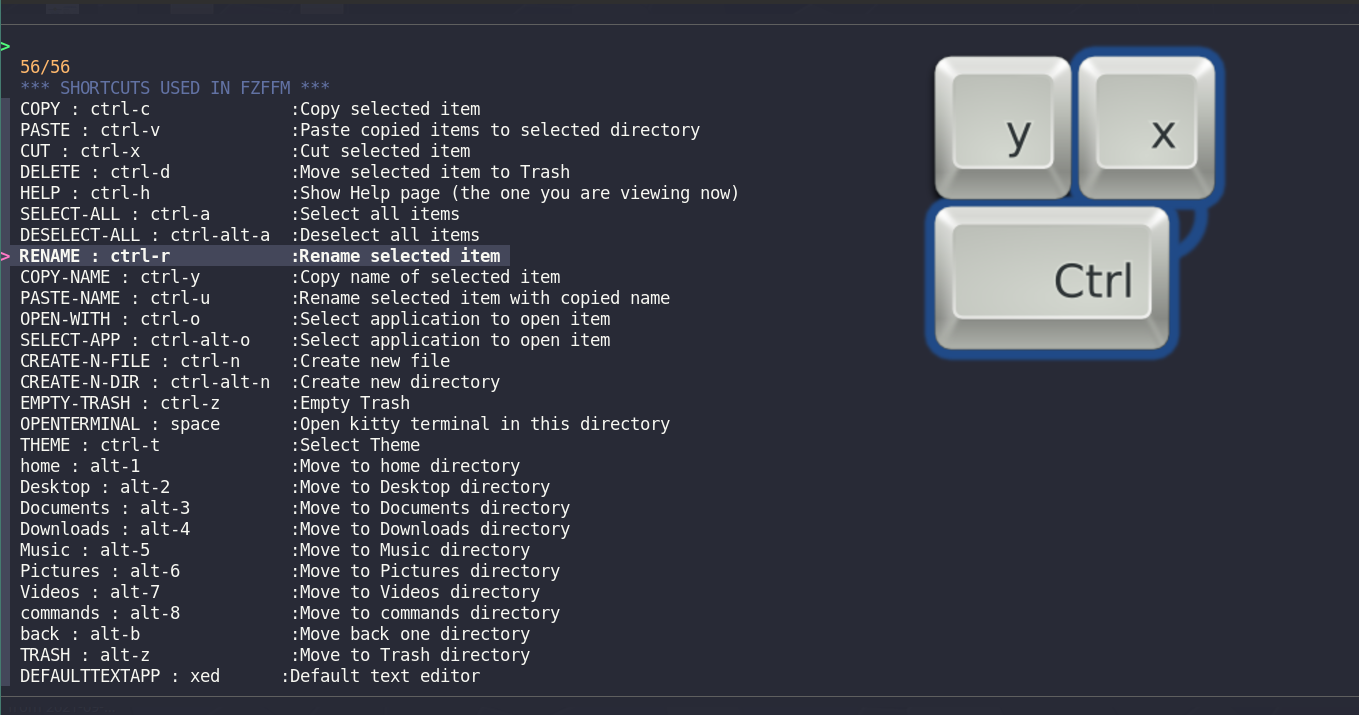 >
56/56
*** SHORTCUTS USED IN FZFFM ***
COPY : ctrl-c :Copy selected item
PASTE : ctrl-v :Paste copied items to selected directory
CUT : ctrl-x :Cut selected item
DELETE : ctrl-d :Move selected item to Trash
HELP : ctrl-h :Show Help page (the one you are viewing now)
SELECT-ALL : ctrl-a :Select all items
DESELECT-ALL : ctrl-alt-a :Deselect all items
> RENAME : ctrl-r :Rename selected item
COPY-NAME : ctrl-y :Copy name of selected item
PASTE-NAME : ctrl-u :Rename selected item with copied name
OPEN-WITH : ctrl-o :Select application to open item
SELECT-APP : ctrl-alt-o :Select application to open item
CREATE-N-FILE : ctrl-n :Create new file
CREATE-N-DIR : ctrl-alt-n :Create new directory
EMPTY-TRASH : ctrl-z :Empty Trash
OPENTERMINAL : space :Open kitty terminal in this directory
THEME : ctrl-t :Select Theme
home : alt-1 :Move to home directory
Desktop : alt-2 :Move to Desktop directory
Documents : alt-3 :Move to Documents directory
Downloads : alt-4 :Move to Downloads directory
Music : alt-5 :Move to Music directory
Pictures : alt-6 :Move to Pictures directory
Videos : alt-7 :Move to Videos directory
commands : alt-8 :Move to commands directory
back : alt-b :Move back one directory
TRASH : alt-z :Move to Trash directory
DEFAULTTEXTAPP : xed :Default text editor
y x
Ctrl